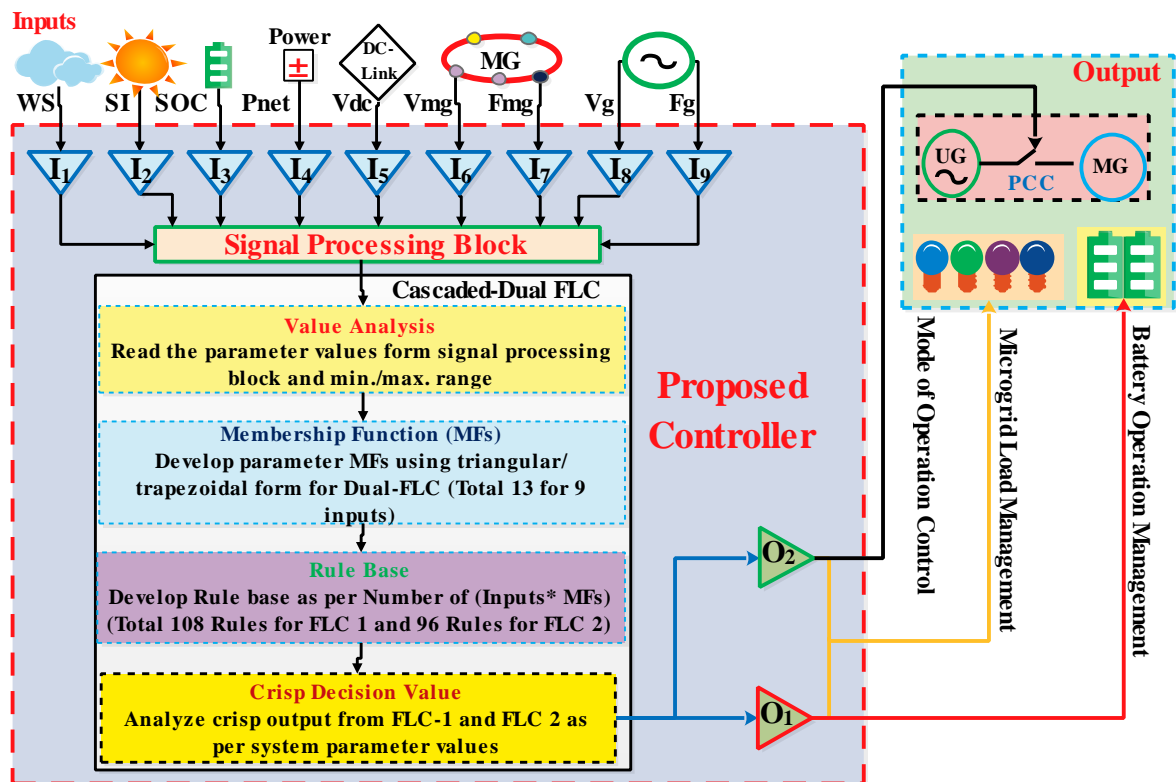 Inputs
Power
DC-
Link
MG
Output
WS
SI
SOC
Pnet
Vdc
Vmg
Fmg
Vg
Fg
I1
I2
I3
I4
I5
I6
I7
I8
I9
UG
PCC
MG
Signal Processing Block
Cascaded-Dual FLC
Value Analysis
Read the parameter values form signal processing
block and min./max. range
Membership Function (MFs)
Develop parameter MFs using triangular/
trapezoidal form for Dual-FLC (Total 13 for 9
inputs)
Rule Base
Develop Rule base as per Number of (Inputs* MFs)
(Total 108 Rules for FLC 1 and 96 Rules for FLC 2)
Crisp Decision Value
Analyze crisp output from FLC-1 and FLC 2 as
per system parameter values
Proposed
Controller
O2
O1
Mode of Operation Control
Microgrid Load Management
Battery Operation Management